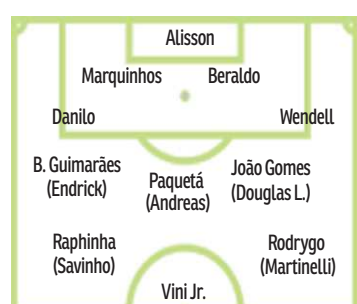 Alisson
Marquinhos Beraldo
Danilo Wendell
B. Guimarães
(Endrick)
Paquetá
(Andreas)
João Gomes
(Douglas L.)
Raphinha
(Savinho)
Rodrygo
(Martinelli)
Vini Jr.